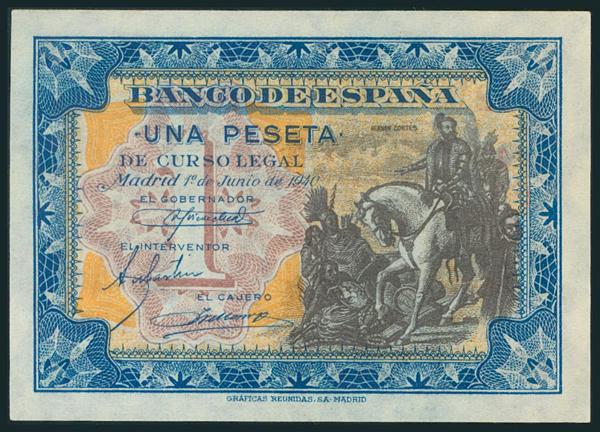 BANCO DE ESPAÑA
HERNÁN CORTÉS
·UNA PESETA·
DE CURSO LEGAL
Madrid 1º de Junio de 1940
EL GOBERNADOR
EL INTERVENTOR
EL CAJERO
1
GRÁFICAS REUNIDAS, S.A.-MADRID